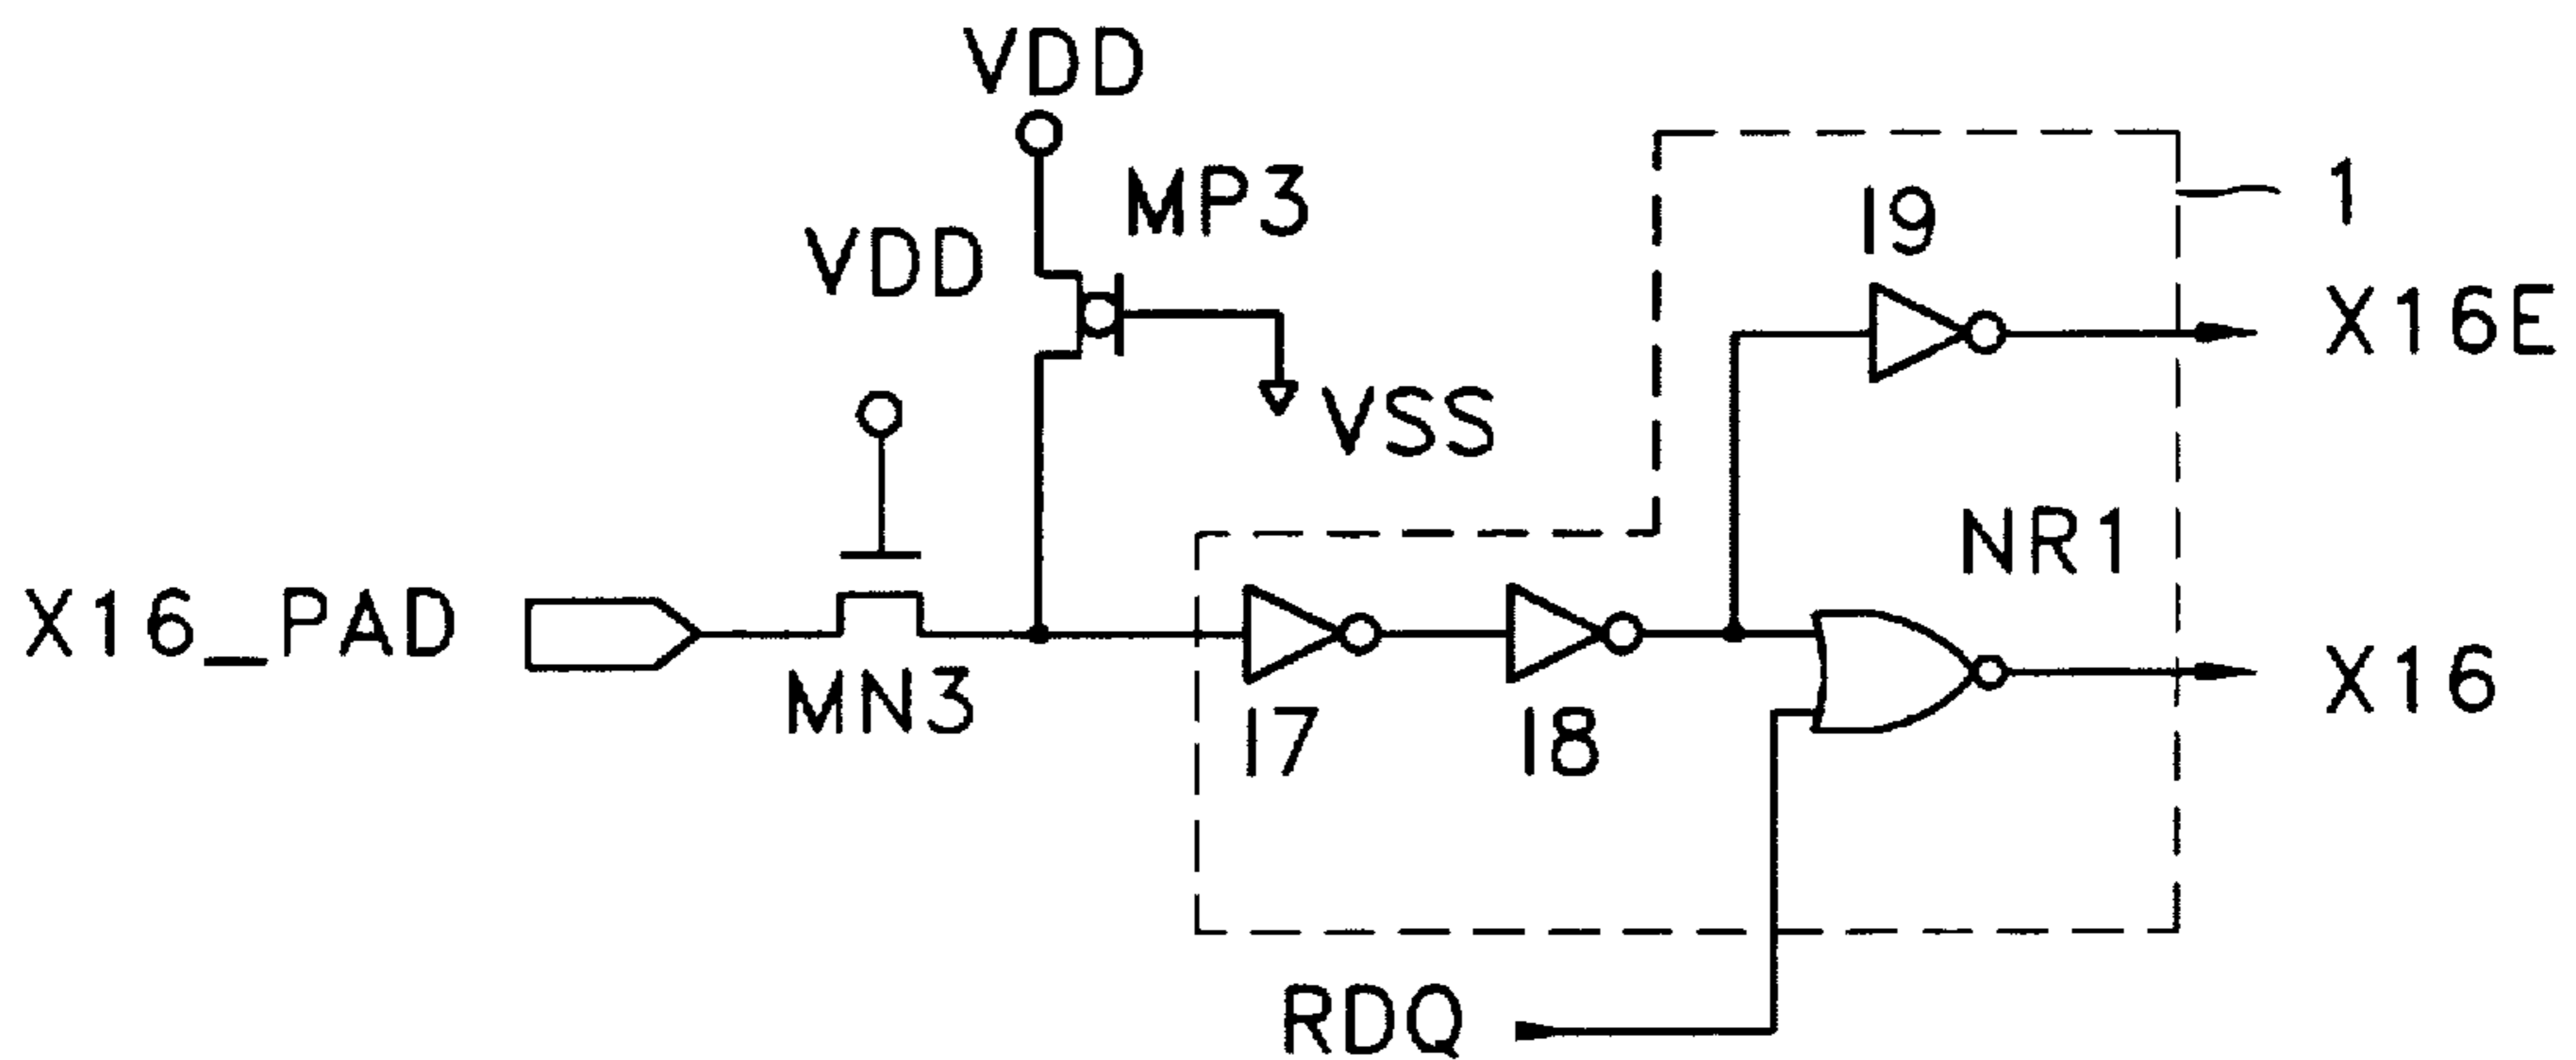 VDD
MP3
VDD
1
I9
X16E
VSS
NR1
X16_PAD
X16
MN3
I7
I8
RDQ